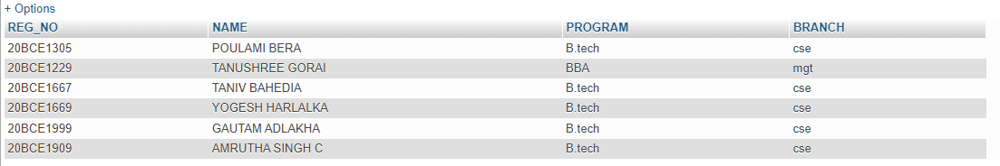 + Options
REG_NO NAME PROGRAM BRANCH
20BCE1305 POULAMI BERA B.tech cse
20BCE1229 TANUSHREE GORAI BBA mgt
20BCE1667 TANIV BAHEDIA B.tech cse
20BCE1669 YOGESH HARLALKA B.tech cse
20BCE1999 GAUTAM ADLAKHA B.tech cse
20BCE1909 AMRUTHA SINGH C B.tech cse